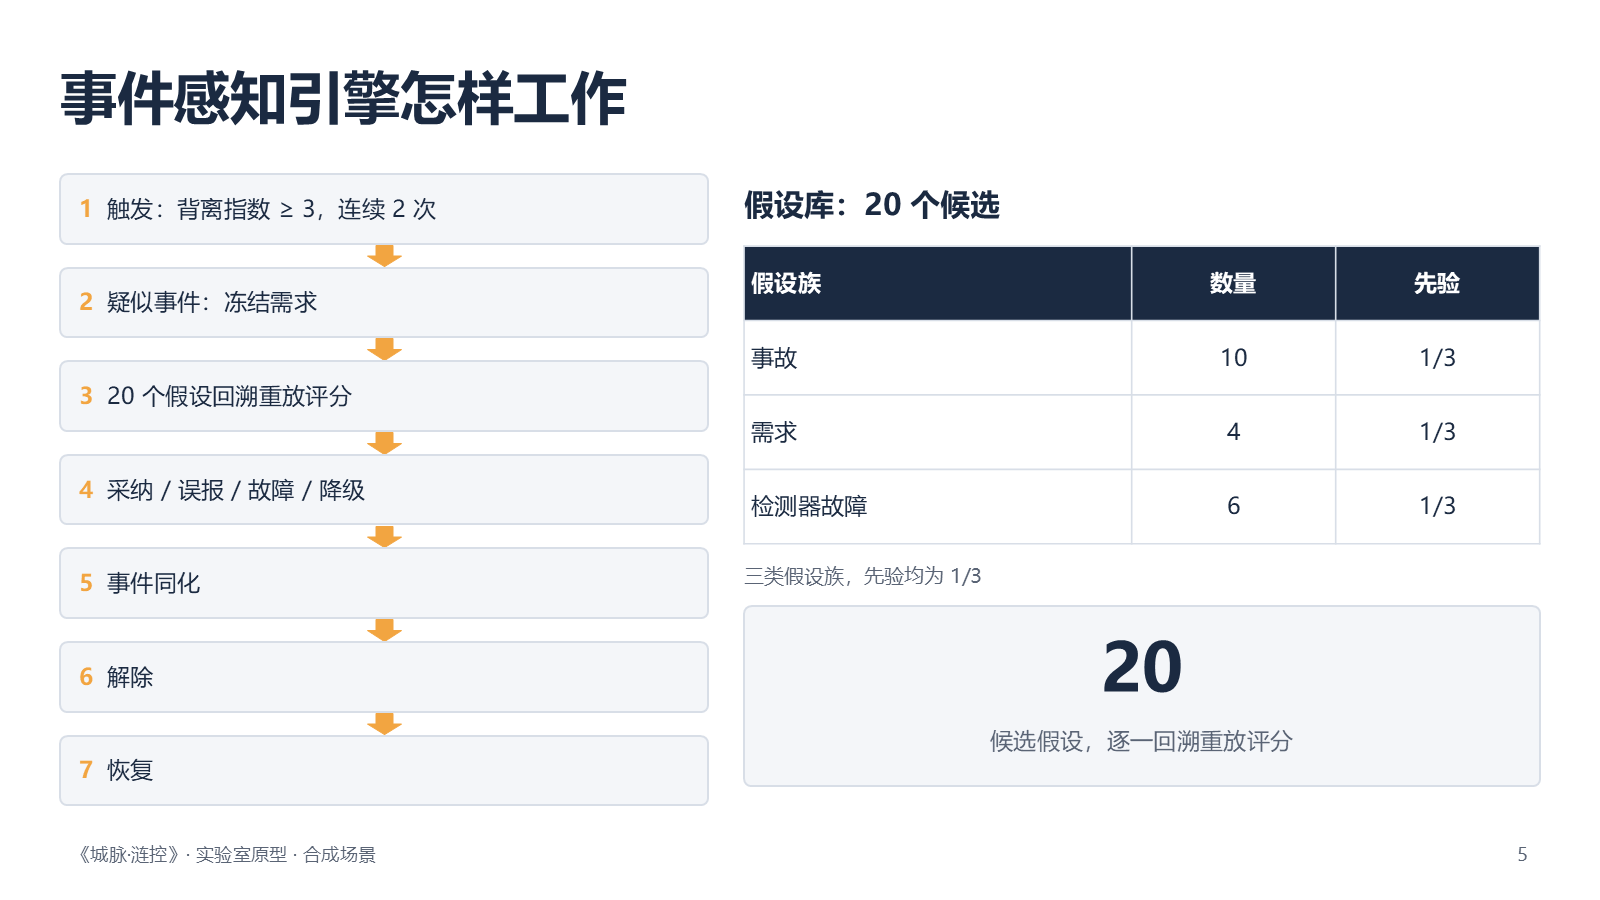 事件感知引擎怎样工作
1 触发：背离指数 ≥ 3，连续 2 次
2 疑似事件：冻结需求
3 20 个假设回溯重放评分
4 采纳 / 误报 / 故障 / 降级
5 事件同化
6 解除
7 恢复
假设库：20 个候选
假设族 数量 先验
事故 10 1/3
需求 4 1/3
检测器故障 6 1/3
三类假设族，先验均为 1/3
20
候选假设，逐一回溯重放评分
《城脉·涟控》· 实验室原型 · 合成场景
5